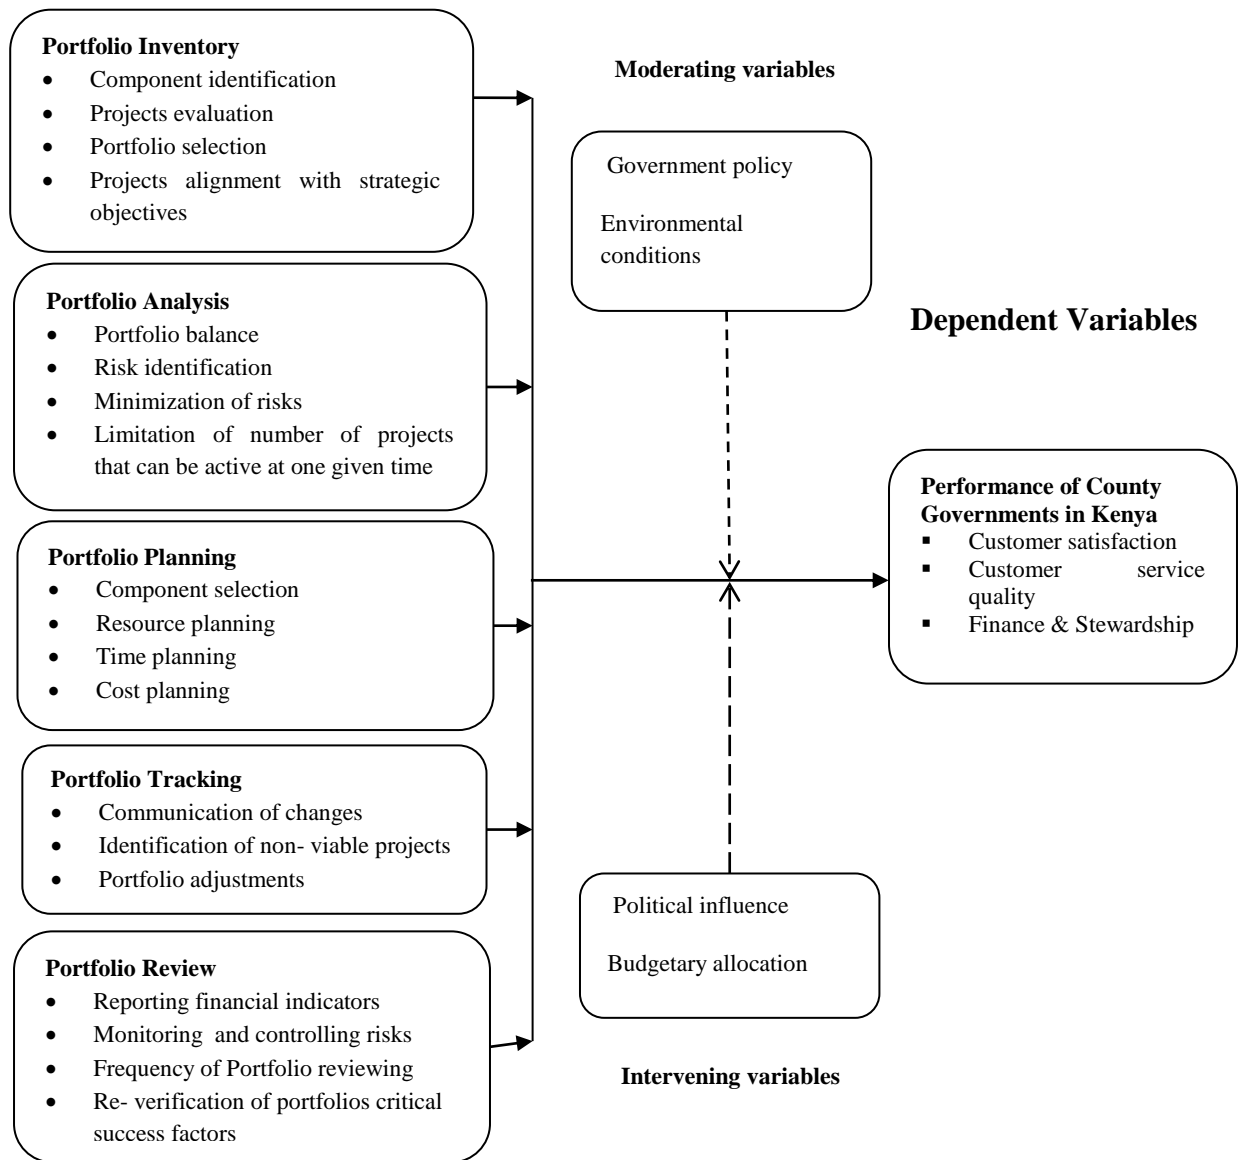 Portfolio Inventory
• Component identification
• Projects evaluation
• Portfolio selection
• Projects alignment with strategic
objectives
Portfolio Analysis
• Portfolio balance
• Risk identification
• Minimization of risks
• Limitation of number of projects
that can be active at one given time
Portfolio Planning
• Component selection
• Resource planning
• Time planning
• Cost planning
Portfolio Tracking
• Communication of changes
• Identification of non- viable projects
• Portfolio adjustments
Portfolio Review
• Reporting financial indicators
• Monitoring and controlling risks
• Frequency of Portfolio reviewing
• Re- verification of portfolios critical
success factors
Moderating variables
Government policy
Environmental
conditions
Political influence
Budgetary allocation
Intervening variables
Dependent Variables
Performance of County
Governments in Kenya
▪ Customer satisfaction
▪ Customer service
quality
▪ Finance & Stewardship